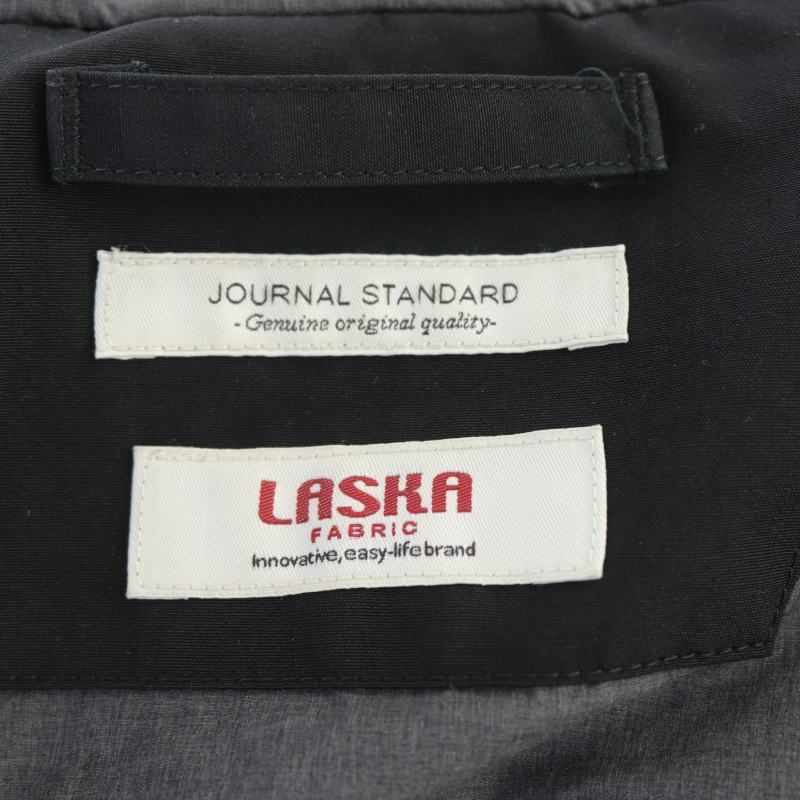 JOURNAL STANDARD
-Genuine original quality-
LASKA
FABRIC
Innovative,easy-life brand